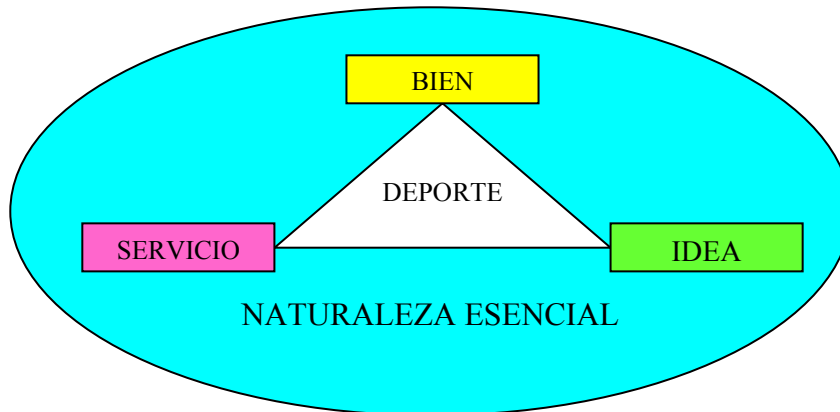 BIEN
DEPORTE
SERVICIO
IDEA
NATURALEZA ESENCIAL